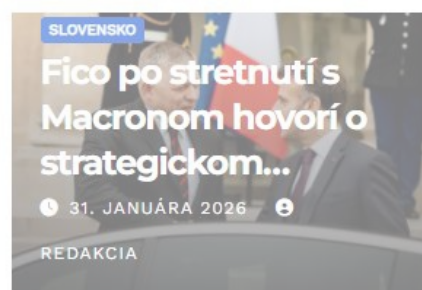 SLOVENSKO
Fico po stretnutí s
Macronom hovorí o
strategickom...
31. JANUÁRA 2026
REDAKCIA